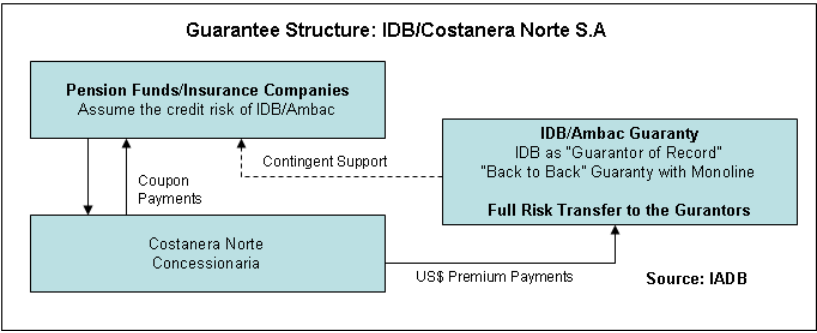 Guarantee Structure: IDB/Costanera Norte S.A
Pension Funds/Insurance Companies
Assume the credit risk of IDB/Ambac
IDB/Ambac Guaranty
IDB as "Guarantor of Record"
"Back to Back" Guaranty with Monoline
Full Risk Transfer to the Gurantors
Contingent Support
Coupon
Payments
Costanera Norte
Concessionaria
US$ Premium Payments
Source: IADB